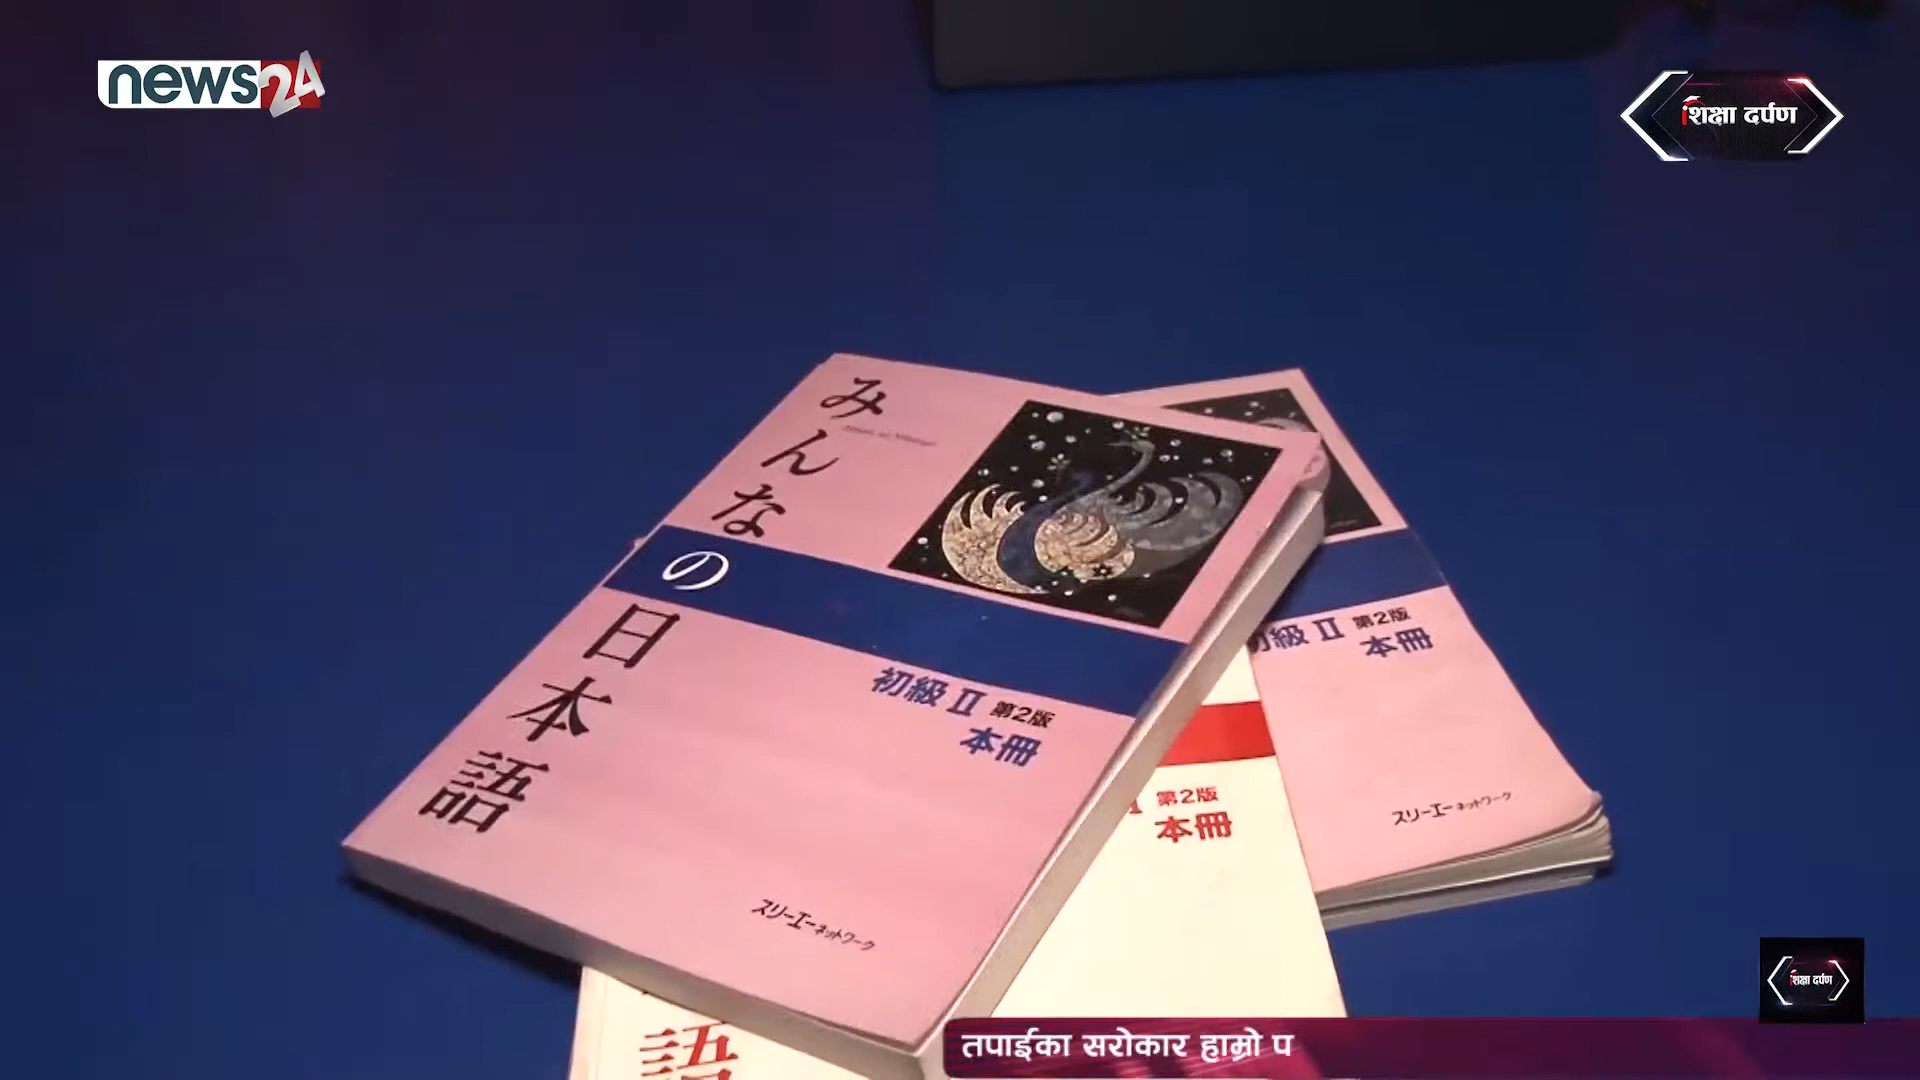 news24
शिक्षा दर्पण
みんなの日本語
初級 II 第2版
本冊
スリーエーネットワーク
初級 II 第2版
本冊
スリーエーネットワーク
第2版
本冊
語
शिक्षा दर्पण
तपाईका सरोकार हाम्रो प